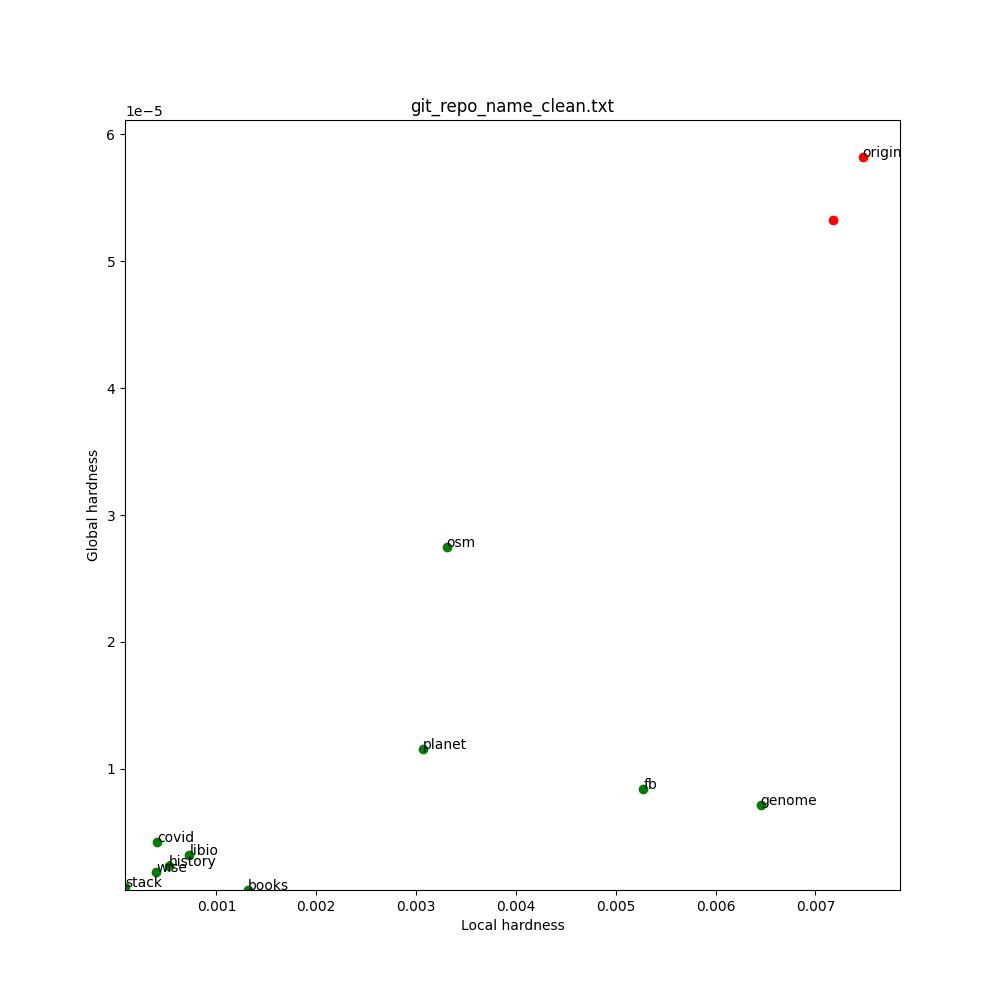 git_repo_name_clean.txt
1e−5
6
origin
5
4
Global hardness
3
osm
2
planet
1
fb
genome
covid
libio
history
wise
stack
books
0.001 0.002 0.003 0.004 0.005 0.006 0.007
Local hardness